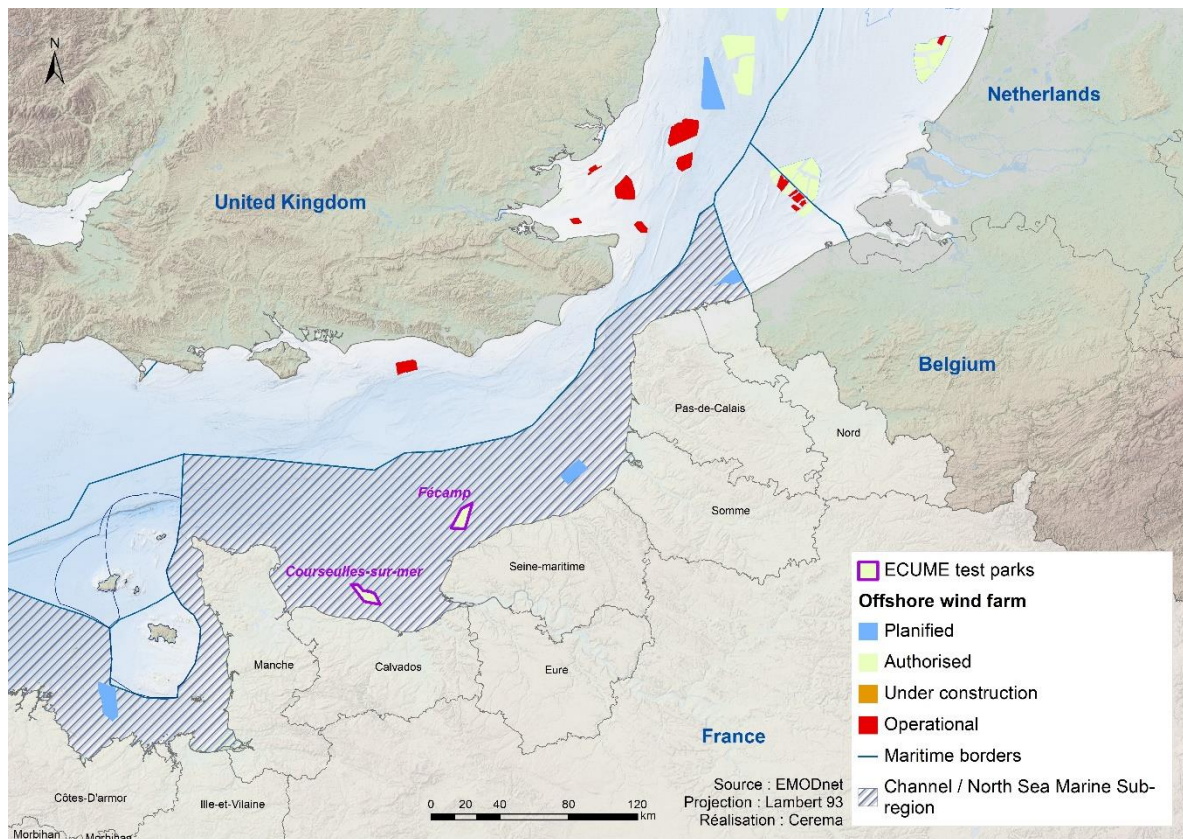 N
Netherlands
United Kingdom
Belgium
Pas-de-Calais
Nord
Fécamp
Somme
Courseulles-sur-mer
Seine-maritime
Manche
Calvados
Eure
France
Côtes-D'armor
Ille-et-Vilaine
Morbihan
Morbihan
ECUME test parks
Offshore wind farm
Planified
Authorised
Under construction
Operational
Maritime borders
Channel / North Sea Marine Sub-
region
Source : EMODnet
Projection : Lambert 93
Réalisation : Cerema
0 20 40 80 120
km